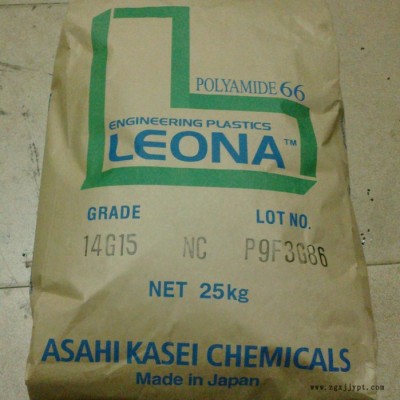 POLYAMIDE 66
ENGINEERING PLASTICS
LEONA™
GRADE LOT NO.
14G15 NC P9F3G86
NET 25kg
ASAHI KASEI CHEMICALS
Made in Japan
www.zgxjjypt.com